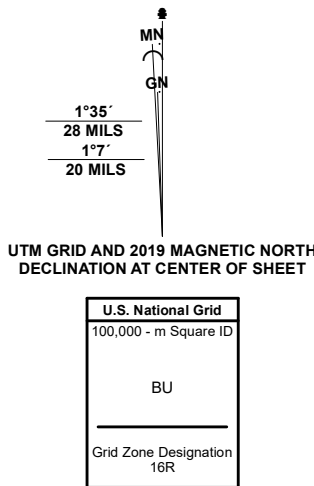 MN
GN
1°35´
28 MILS
1°7´
20 MILS
UTM GRID AND 2019 MAGNETIC NORTH
DECLINATION AT CENTER OF SHEET
U.S. National Grid
100,000 - m Square ID
BU
Grid Zone Designation
16R